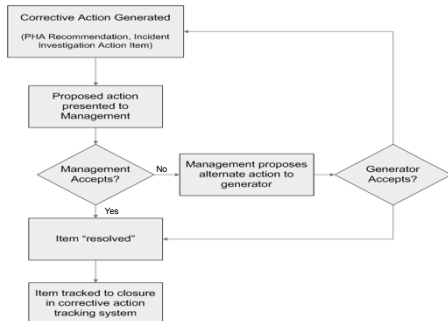 Corrective Action Generated
(PHA Recommendation, Incident
Investigation Action Item)
Proposed action
presented to
Management
Management
Accepts?
No
Management proposes
alternate action to
generator
Generator
Accepts?
Yes
Item “resolved”
Item tracked to closure
in corrective action
tracking system